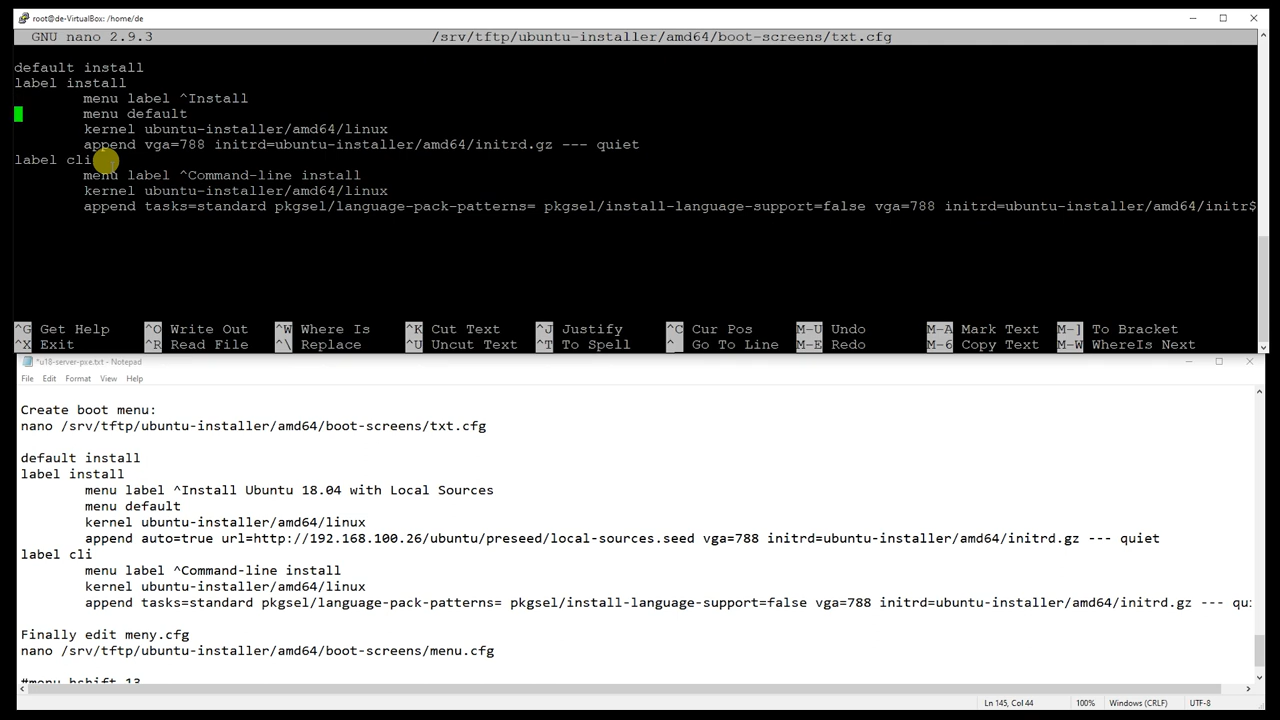 root@de-VirtualBox: /home/de
GNU nano 2.9.3 /srv/tftp/ubuntu-installer/amd64/boot-screens/txt.cfg
default install
label install
menu label ^Install
menu default
kernel ubuntu-installer/amd64/linux
append vga=788 initrd=ubuntu-installer/amd64/initrd.gz --- quiet
label cli
menu label ^Command-line install
kernel ubuntu-installer/amd64/linux
append tasks=standard pkgsel/language-pack-patterns= pkgsel/install-language-support=false vga=788 initrd=ubuntu-installer/amd64/initr$
^G Get Help ^O Write Out ^W Where Is ^K Cut Text ^J Justify ^C Cur Pos M-U Undo M-A Mark Text M-] To Bracket
^X Exit ^R Read File ^\ Replace ^U Uncut Text ^T To Spell ^_ Go To Line M-E Redo M-6 Copy Text M-W WhereIs Next
*u18-server-pxe.txt - Notepad
File Edit Format View Help
Create boot menu:
nano /srv/tftp/ubuntu-installer/amd64/boot-screens/txt.cfg
default install
label install
menu label ^Install Ubuntu 18.04 with Local Sources
menu default
kernel ubuntu-installer/amd64/linux
append auto=true url=http://192.168.100.26/ubuntu/preseed/local-sources.seed vga=788 initrd=ubuntu-installer/amd64/initrd.gz --- quiet
label cli
menu label ^Command-line install
kernel ubuntu-installer/amd64/linux
append tasks=standard pkgsel/language-pack-patterns= pkgsel/install-language-support=false vga=788 initrd=ubuntu-installer/amd64/initrd.gz --- qui
Finally edit meny.cfg
nano /srv/tftp/ubuntu-installer/amd64/boot-screens/menu.cfg
#menu hshift 13
Ln 145, Col 44 100% Windows (CRLF) UTF-8